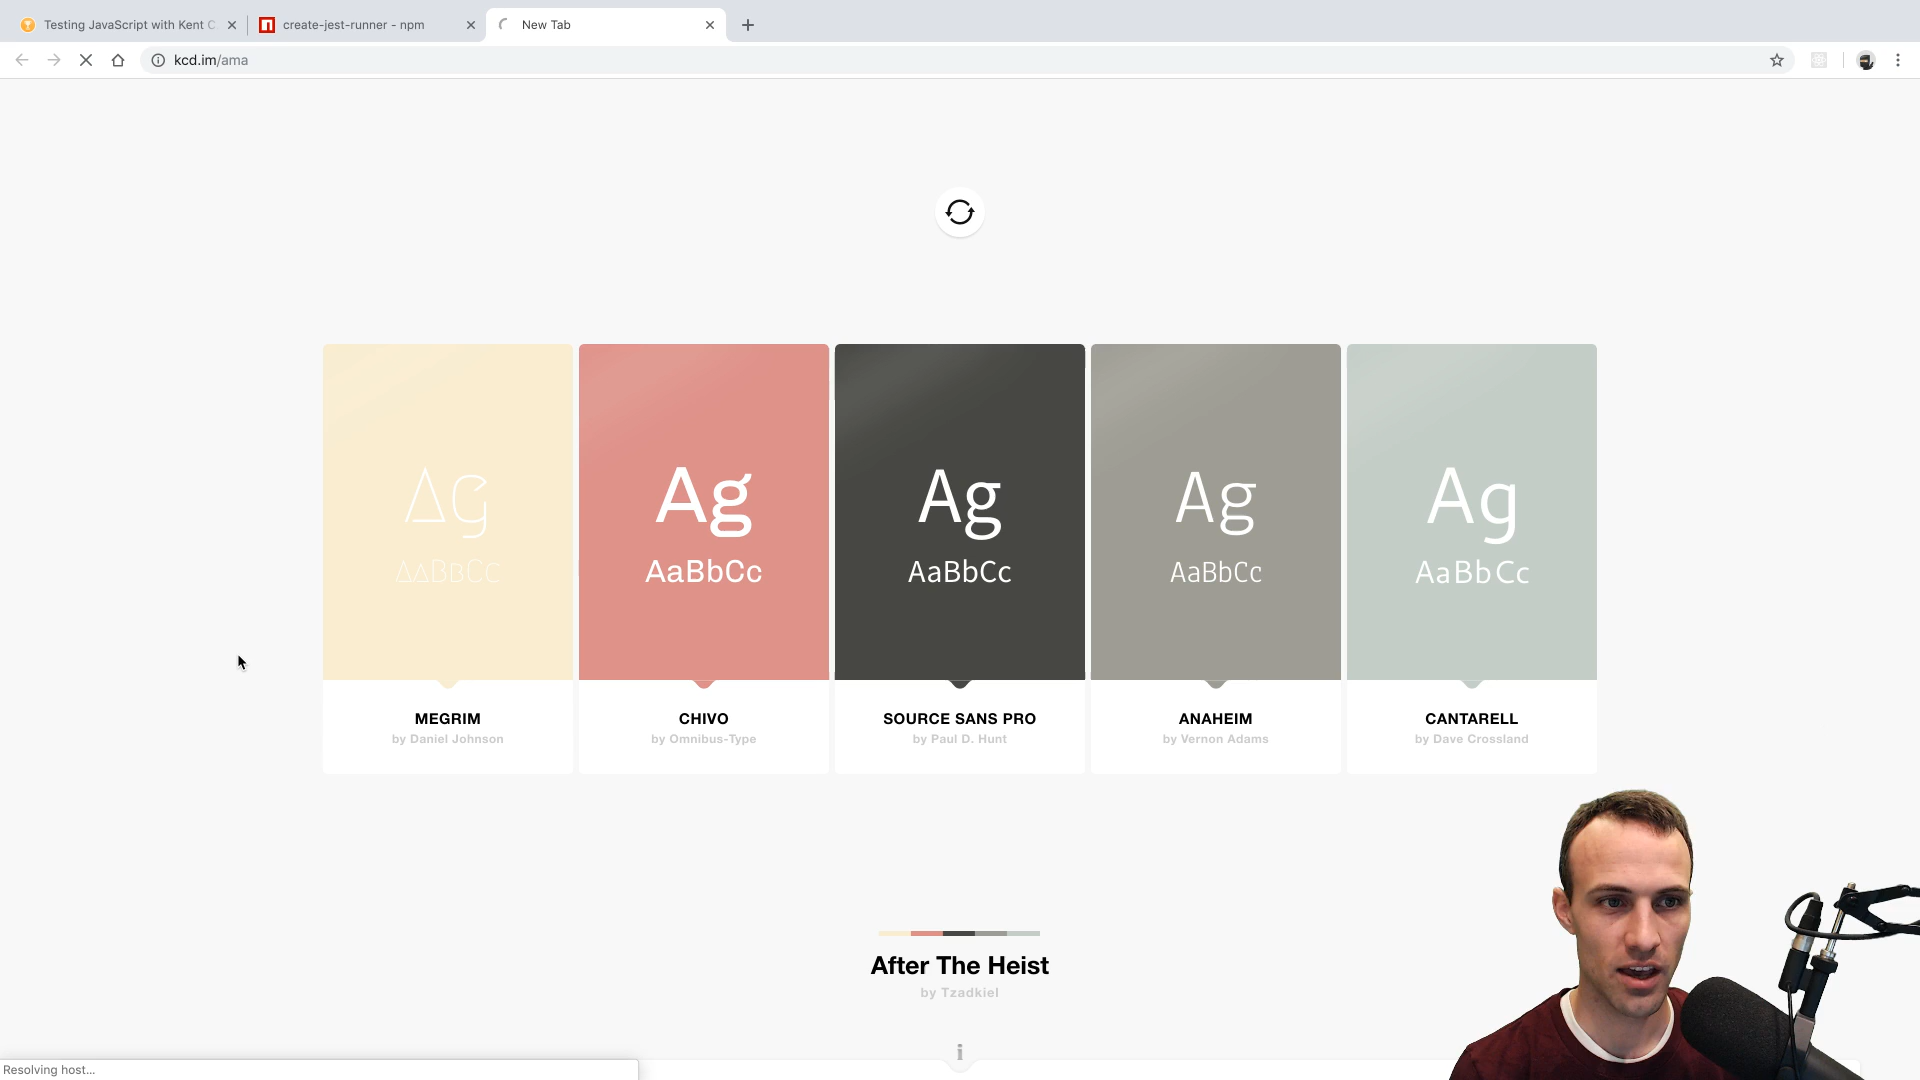 Testing JavaScript with Kent C
create-jest-runner - npm
New Tab
kcd.im/ama
Ag
AaBbCc
MEGRIM
by Daniel Johnson
Ag
AaBbCc
CHIVO
by Omnibus-Type
Ag
AaBbCc
SOURCE SANS PRO
by Paul D. Hunt
Ag
AaBbCc
ANAHEIM
by Vernon Adams
Ag
AaBbCc
CANTARELL
by Dave Crossland
After The Heist
by Tzadkiel
i
Resolving host...